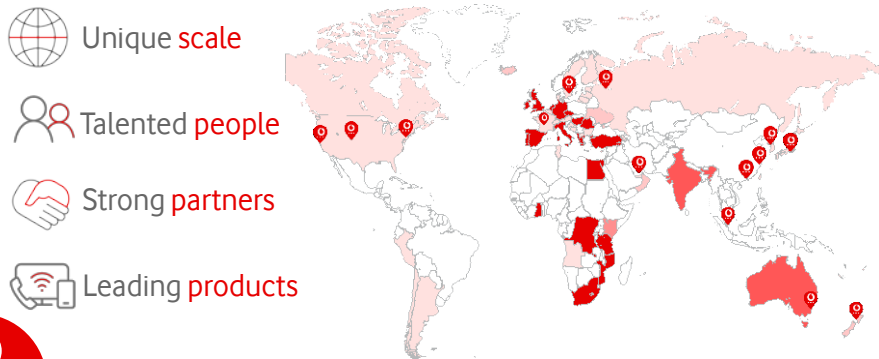 Unique scale
Talented people
Strong partners
Leading products